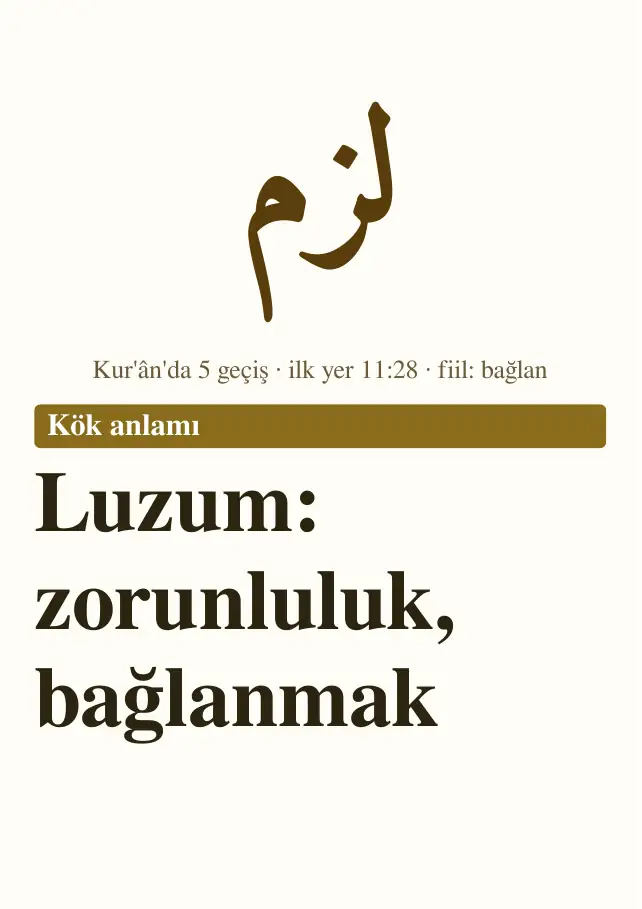 لزم
Kur'ân'da 5 geçiş · ilk yer 11:28 · fiil: bağlan
Kök anlamı
Luzum:
zorunluluk,
bağlanmak